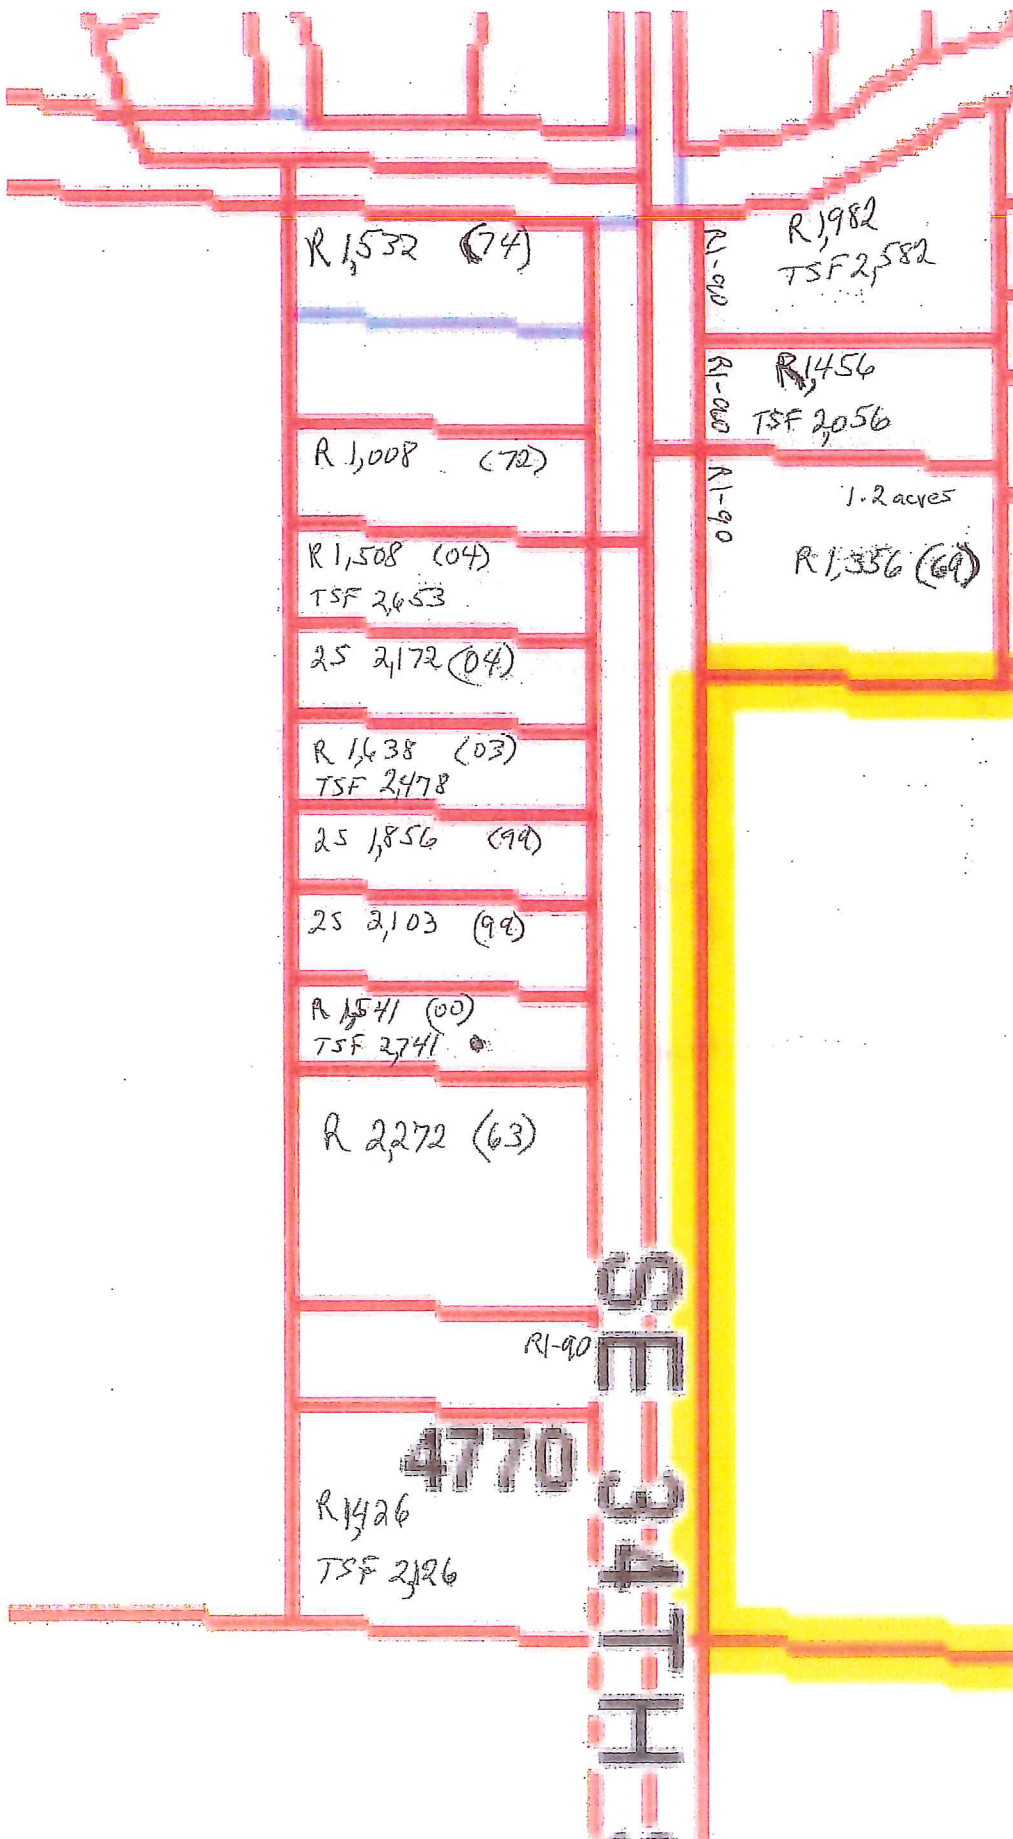 R 1,532 (74)
R 1,008 (72)
R 1,508 (04)
TSF 2,653
2S 2,172 (04)
R 1,638 (03)
TSF 2,478
2S 1,856 (99)
2S 2,103 (99)
R 1,541 (00)
TSF 2,741
R 2,272 (63)
R1-90
4770
R 1,426
TSF 2,126
SE 34TH
R1-90
R 1,982
TSF 2,582
R 1,456
TSF 2,056
R1-90
1.2 acres
R 1,356 (69)